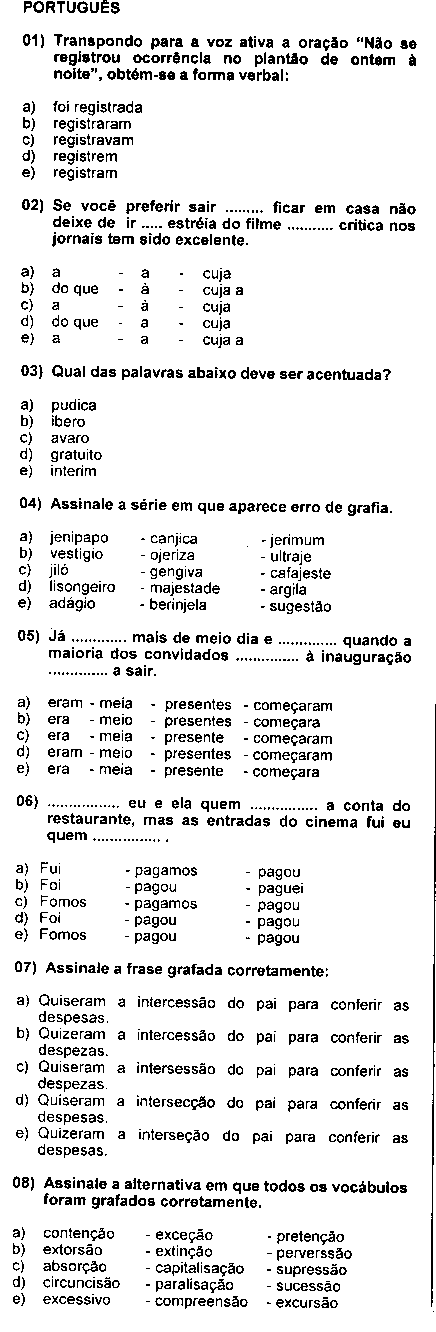 PORTUGUÊS
01) Transpondo para a voz ativa a oração "Não se
registrou ocorrência no plantão de ontem à
noite", obtém-se a forma verbal:
a) foi registrada
b) registraram
c) registravam
d) registrem
e) registram
02) Se você preferir sair ......... ficar em casa não
deixe de ir ..... estréia do filme ........... crítica nos
jornais tem sido excelente.
a) a - a - cuja
b) do que - à - cuja a
c) a - à - cuja
d) do que - a - cuja
e) a - a - cuja a
03) Qual das palavras abaixo deve ser acentuada?
a) pudica
b) ibero
c) avaro
d) gratuito
e) interim
04) Assinale a série em que aparece erro de grafia.
a) jenipapo - canjica - jerimum
b) vestígio - ojeriza - ultraje
c) jiló - gengiva - cafajeste
d) lisongeiro - majestade - argila
e) adágio - berinjela - sugestão
05) Já ............. mais de meio dia e .............. quando a
maioria dos convidados ............... à inauguração
.............. a sair.
a) eram - meia - presentes - começaram
b) era - meio - presentes - começara
c) era - meia - presente - começaram
d) eram - meio - presentes - começaram
e) era - meia - presente - começara
06) ................. eu e ela quem ................ a conta do
restaurante, mas as entradas do cinema fui eu
quem ................ .
a) Fui - pagamos - pagou
b) Foi - pagou - paguei
c) Fomos - pagamos - pagou
d) Foi - pagou - pagou
e) Fomos - pagou - pagou
07) Assinale a frase grafada corretamente:
a) Quiseram a intercessão do pai para conferir as
despesas.
b) Quizeram a intercessão do pai para conferir as
despezas.
c) Quiseram a intersessão do pai para conferir as
despezas.
d) Quiseram a intersecção do pai para conferir as
despesas.
e) Quizeram a interseção do pai para conferir as
despesas.
08) Assinale a alternativa em que todos os vocábulos
foram grafados corretamente.
a) contenção - exceção - pretenção
b) extorsão - extinção - perverssão
c) absorção - capitalisação - supressão
d) circuncisão - paralisação - sucessão
e) excessivo - compreensão - excursão